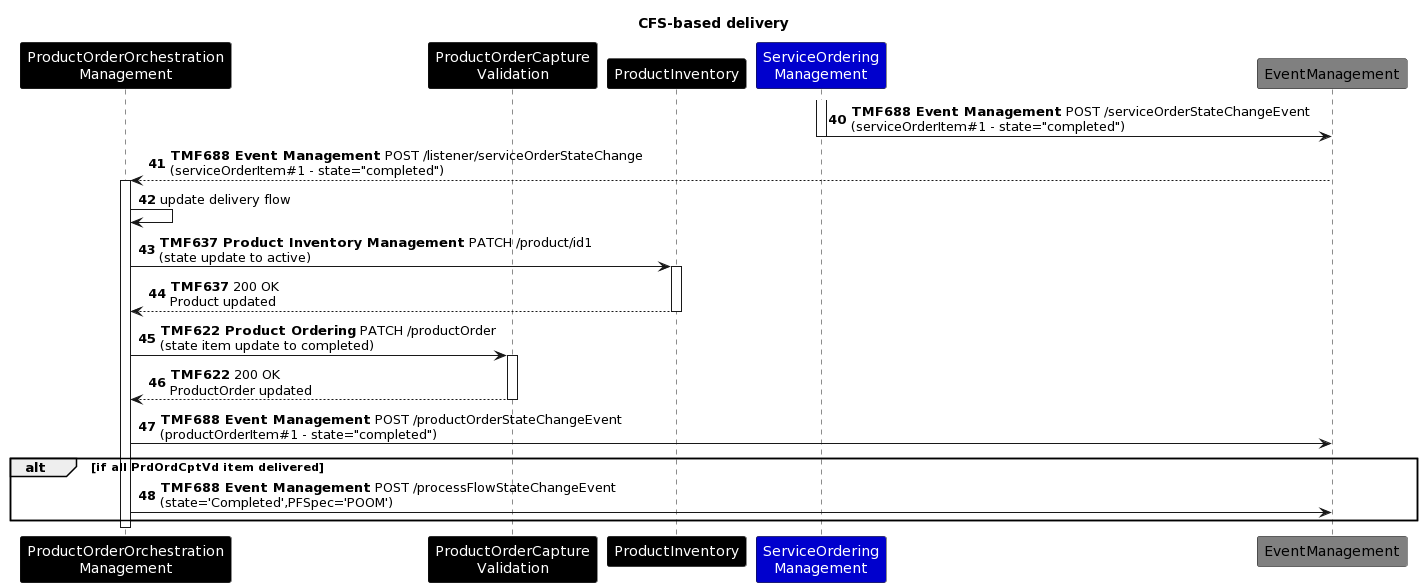 CFS-based delivery
ProductOrderOrchestration
Management
ProductOrderCapture
Validation
ProductInventory
ServiceOrdering
Management
EventManagement
40 TMF688 Event Management POST /serviceOrderStateChangeEvent
(serviceOrderItem#1 - state="completed")
41 TMF688 Event Management POST /listener/serviceOrderStateChange
(serviceOrderItem#1 - state="completed")
42 update delivery flow
43 TMF637 Product Inventory Management PATCH /product/id1
(state update to active)
44 TMF637 200 OK
Product updated
45 TMF622 Product Ordering PATCH /productOrder
(state item update to completed)
46 TMF622 200 OK
ProductOrder updated
47 TMF688 Event Management POST /productOrderStateChangeEvent
(productOrderItem#1 - state="completed")
alt [if all PrdOrdCptVd item delivered]
48 TMF688 Event Management POST /processFlowStateChangeEvent
(state='Completed',PFSpec='POOM')
ProductOrderOrchestration
Management
ProductOrderCapture
Validation
ProductInventory
ServiceOrdering
Management
EventManagement